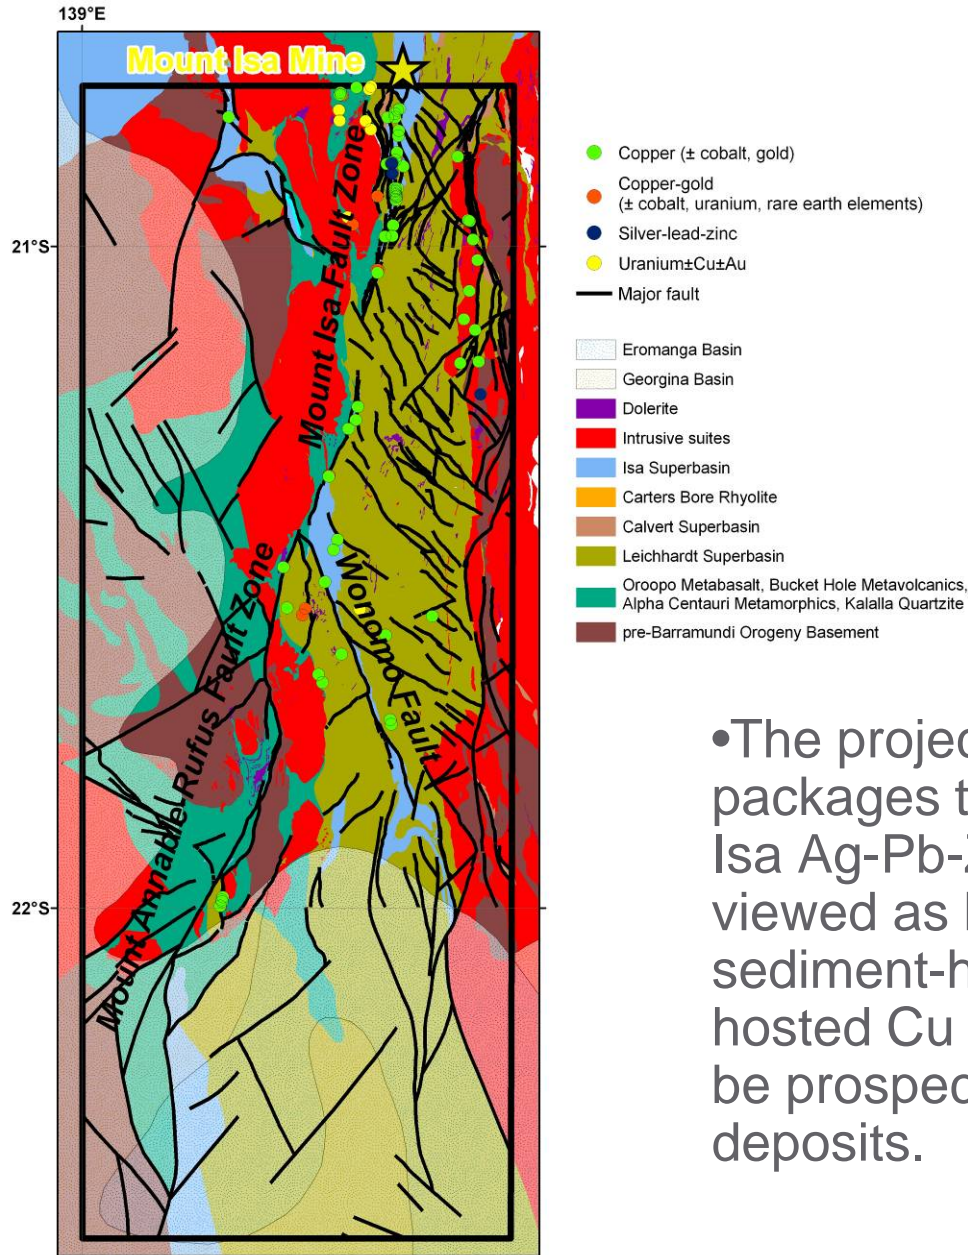 139°E
Mount Isa Mine
21°S
22°S
Mount Isa Fault Zone
Wonomo Fault
Mount Annable-Rufus Fault Zone
Copper (± cobalt, gold)
Copper-gold
(± cobalt, uranium, rare earth elements)
Silver-lead-zinc
Uranium±Cu±Au
Major fault
Eromanga Basin
Georgina Basin
Dolerite
Intrusive suites
Isa Superbasin
Carters Bore Rhyolite
Calvert Superbasin
Leichhardt Superbasin
Oroopo Metabasalt, Bucket Hole Metavolcanics,
Alpha Centauri Metamorphics, Kalalla Quartzite
pre-Barramundi Orogeny Basement
•The projec
packages t
Isa Ag-Pb-
viewed as
sediment-h
hosted Cu
be prospec
deposits.